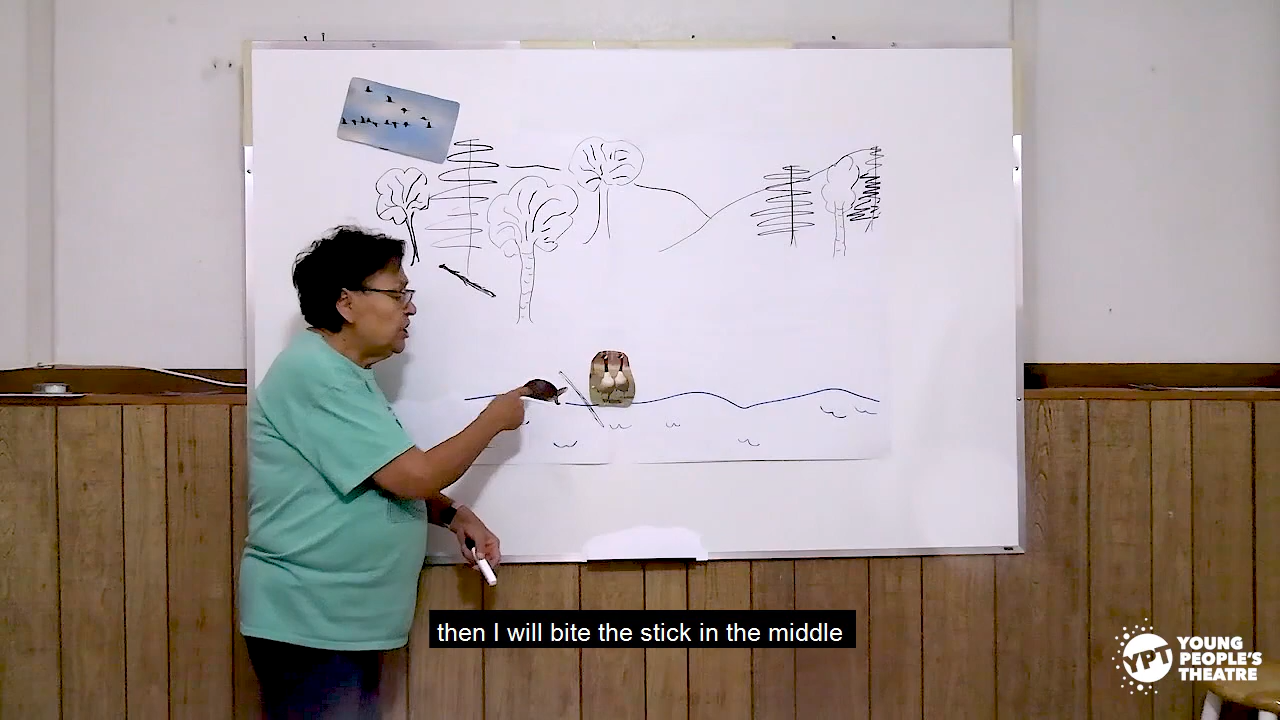 then I will bite the stick in the middle
YPT
YOUNG
PEOPLE'S
THEATRE